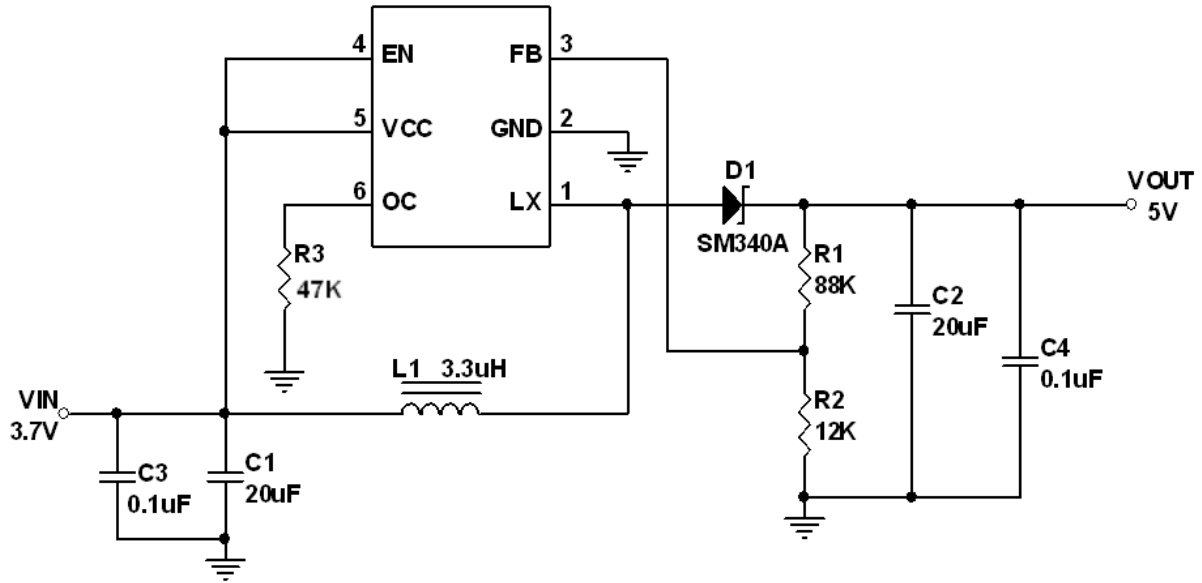 4 EN FB 3
5 VCC GND 2
6 OC LX 1
D1
SM340A
VOUT
5V
R3
47K
R1
88K
C2
20uF
C4
0.1uF
L1 3.3uH
VIN
3.7V
R2
12K
C3
0.1uF
C1
20uF